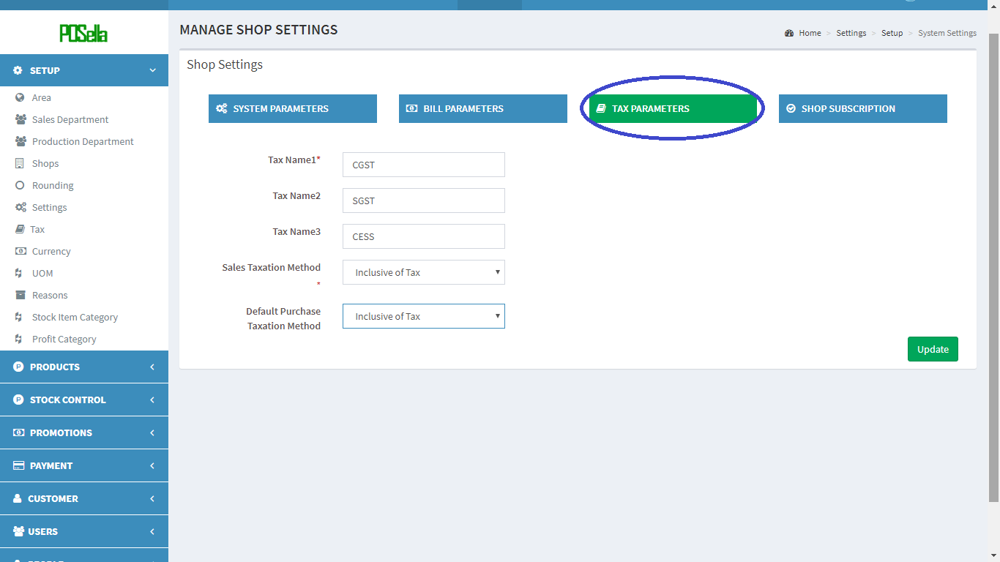 POSella
MANAGE SHOP SETTINGS
Home > Settings > Setup > System Settings
Shop Settings
SETUP
Area
Sales Department
Production Department
Shops
Rounding
Settings
Tax
Currency
UOM
Reasons
Stock Item Category
Profit Category
PRODUCTS
STOCK CONTROL
PROMOTIONS
PAYMENT
CUSTOMER
USERS
SYSTEM PARAMETERS
BILL PARAMETERS
TAX PARAMETERS
SHOP SUBSCRIPTION
Tax Name1*
CGST
Tax Name2
SGST
Tax Name3
CESS
Sales Taxation Method
*
Inclusive of Tax
Default Purchase
Taxation Method
Inclusive of Tax
Update